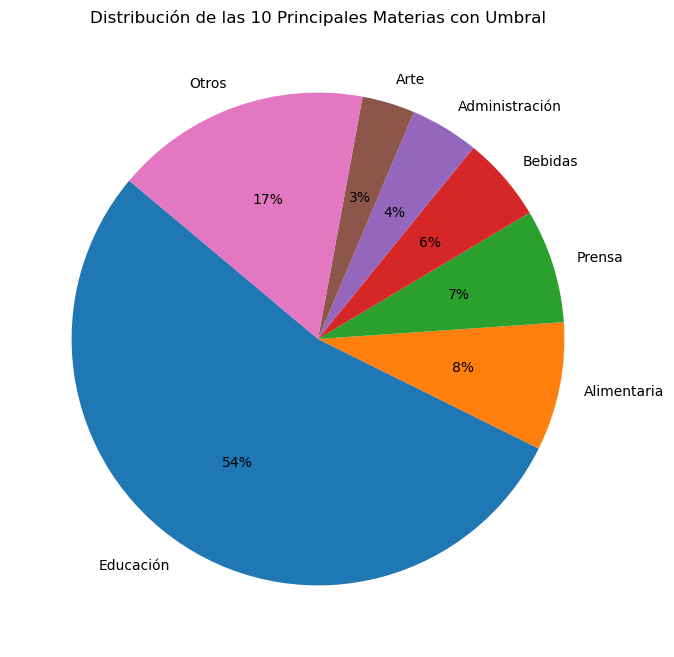 Distribución de las 10 Principales Materias con Umbral
Arte
Otros
Administración
Bebidas
3%
17%
4%
6%
Prensa
7%
8%
Alimentaria
54%
Educación